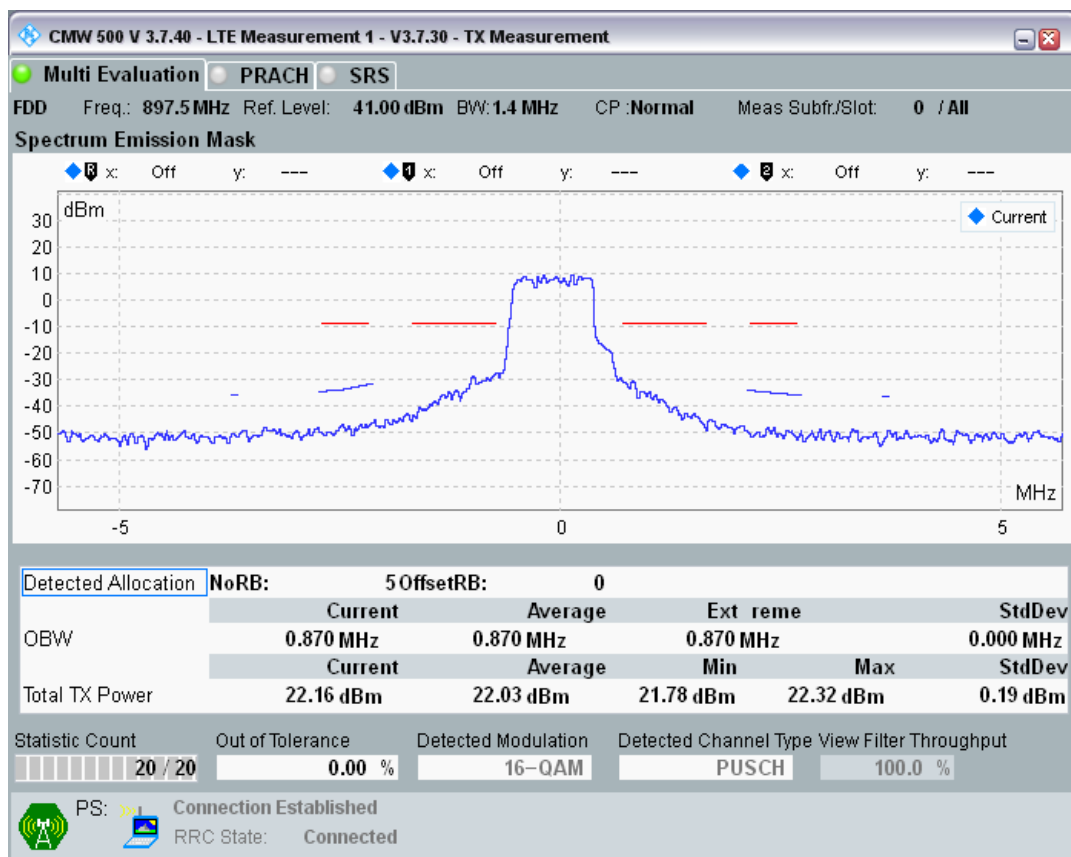 CMW 500 V 3.7.40 - LTE Measurement 1 - V3.7.30 - TX Measurement
Multi Evaluation PRACH SRS
FDD Freq.: 897.5 MHz Ref. Level: 41.00 dBm BW: 1.4 MHz CP :Normal Meas Subfr./Slot: 0 / All
Spectrum Emission Mask
R x: Off y: --- 1 x: Off y: --- 2 x: Off y: ---
dBm
Current
30
20
10
0
-10
-20
-30
-40
-50
-60
-70
MHz
-5 0 5
Detected Allocation NoRB: 5 OffsetRB: 0
Current Average Ext reme StdDev
OBW 0.870 MHz 0.870 MHz 0.870 MHz 0.000 MHz
Current Average Min Max StdDev
Total TX Power 22.16 dBm 22.03 dBm 21.78 dBm 22.32 dBm 0.19 dBm
Statistic Count Out of Tolerance Detected Modulation Detected Channel Type View Filter Throughput
20 / 20 0.00 % 16-QAM PUSCH 100.0 %
PS: Connection Established
RRC State: Connected